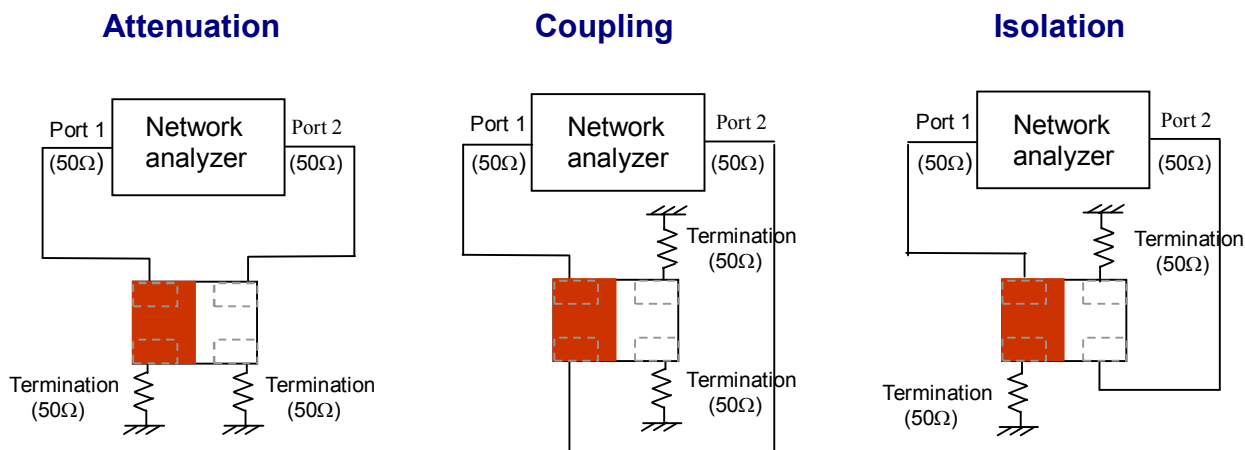 Attenuation
Coupling
Isolation
Port 1
(50Ω)
Network
analyzer
Port 2
(50Ω)
Termination
(50Ω)
Termination
(50Ω)
Port 1
(50Ω)
Network
analyzer
Port 2
(50Ω)
Termination
(50Ω)
Termination
(50Ω)
Port 1
(50Ω)
Network
analyzer
Port 2
(50Ω)
Termination
(50Ω)
Termination
(50Ω)